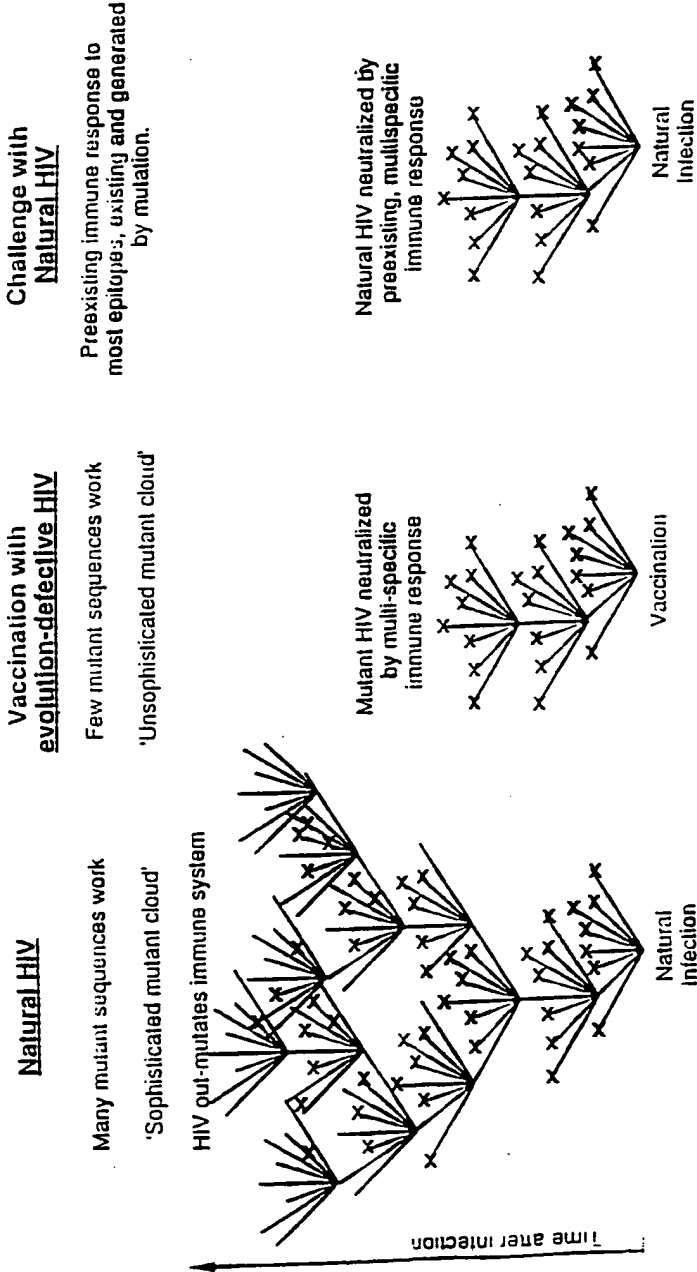 Natural HIV
Many mutant sequences work
'Sophisticated mutant cloud'
HIV out-mutates immune system
Natural
Infection
Time after infection
Vaccination with
evolution-defective HIV
Few mutant sequences work
'Unsophisticated mutant cloud'
Mutant HIV neutralized
by multi-specific
immune response
Vaccination
Challenge with
Natural HIV
Preexisting immune response to
most epitopes, existing and generated
by mutation.
Natural HIV neutralized by
preexisting, multispecific
immune response
Natural
Infection